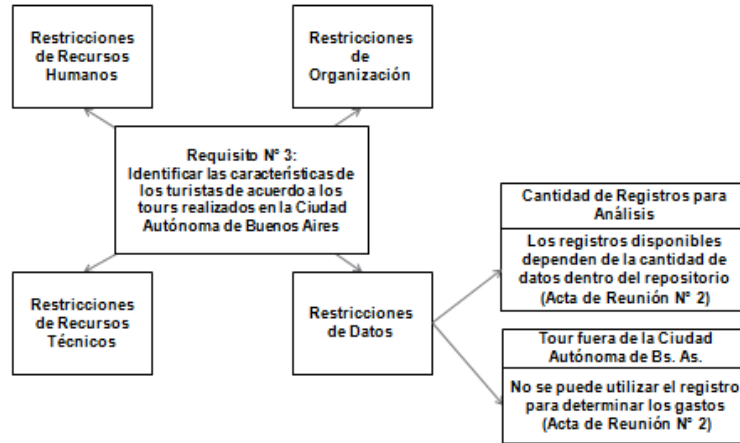 Restricciones
de Recursos
Humanos
Restricciones
de
Organización
Requisito N° 3:
Identificar las características de
los turistas de acuerdo a los
tours realizados en la Ciudad
Autónoma de Buenos Aires
Restricciones
de Recursos
Técnicos
Restricciones
de Datos
Cantidad de Registros para
Análisis
Los registros disponibles
dependen de la cantidad de
datos dentro del repositorio
(Acta de Reunión N° 2)
Tour fuera de la Ciudad
Autónoma de Bs. As.
No se puede utilizar el registro
para determinar los gastos
(Acta de Reunión N° 2)